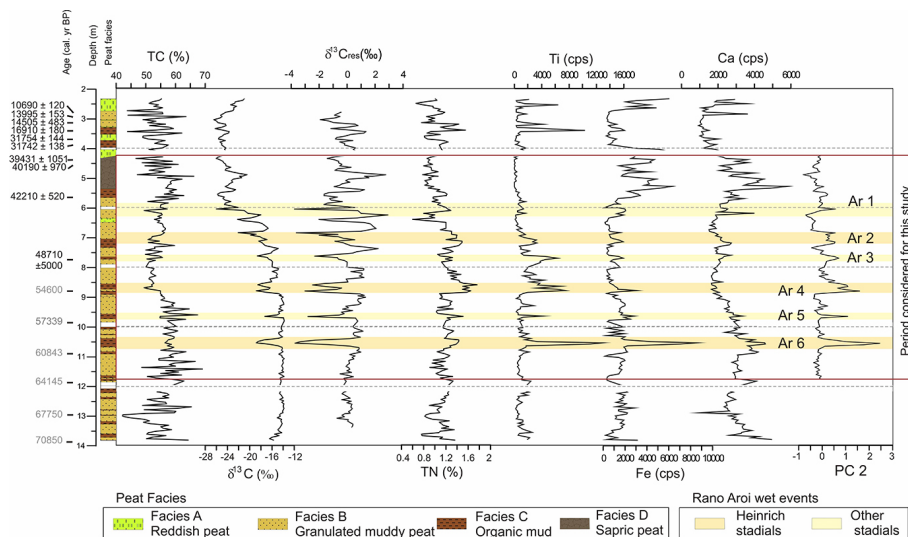 Age (cal. yr BP)
Depth (m)
Peat facies
TC (%)
δ13Cres(‰)
Ti (cps)
Ca (cps)
40 50 60 70
-4 -2 0 2 4
0 4000 8000 12000 16000
0 2000 4000 6000
2
10690 ± 120
13995 ± 153
3
14505 ± 483
16910 ± 180
31754 ± 144
31742 ± 138
4
39431 ± 1051
40190 ± 970
5
42210 ± 520
Ar 1
6
Ar 2
7
48710
±5000
Ar 3
8
54600
Ar 4
9
57339
Ar 5
10
60843
Ar 6
11
64145
12
67750
13
70850
14
Period considered for this study
-28 -24 -20 -16 -12
0.4 0.8 1.2 1.6 2
0 2000 4000 6000 8000 10000
-1 0 1 2 3
δ13C (‰)
TN (%)
Fe (cps)
PC 2
Peat Facies
Facies A
Reddish peat
Facies B
Granulated muddy peat
Facies C
Organic mud
Facies D
Sapric peat
Rano Aroi wet events
Heinrich
stadials
Other
stadials